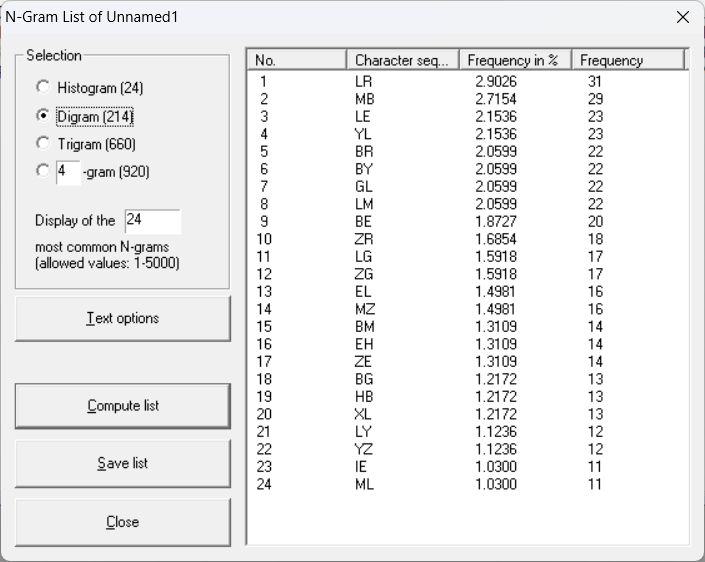 N-Gram List of Unnamed1
Selection
Histogram (24)
Digram (214)
Trigram (660)
4 -gram (920)
Display of the 24
most common N-grams
(allowed values: 1-5000)
Text options
Compute list
Save list
Close
No. Character seq... Frequency in % Frequency
1 LR 2.9026 31
2 MB 2.7154 29
3 LE 2.1536 23
4 YL 2.1536 23
5 BR 2.0599 22
6 BY 2.0599 22
7 GL 2.0599 22
8 LM 2.0599 22
9 BE 1.8727 20
10 ZR 1.6854 18
11 LG 1.5918 17
12 ZG 1.5918 17
13 EL 1.4981 16
14 MZ 1.4981 16
15 BM 1.3109 14
16 EH 1.3109 14
17 ZE 1.3109 14
18 BG 1.2172 13
19 HB 1.2172 13
20 XL 1.2172 13
21 LY 1.1236 12
22 YZ 1.1236 12
23 IE 1.0300 11
24 ML 1.0300 11